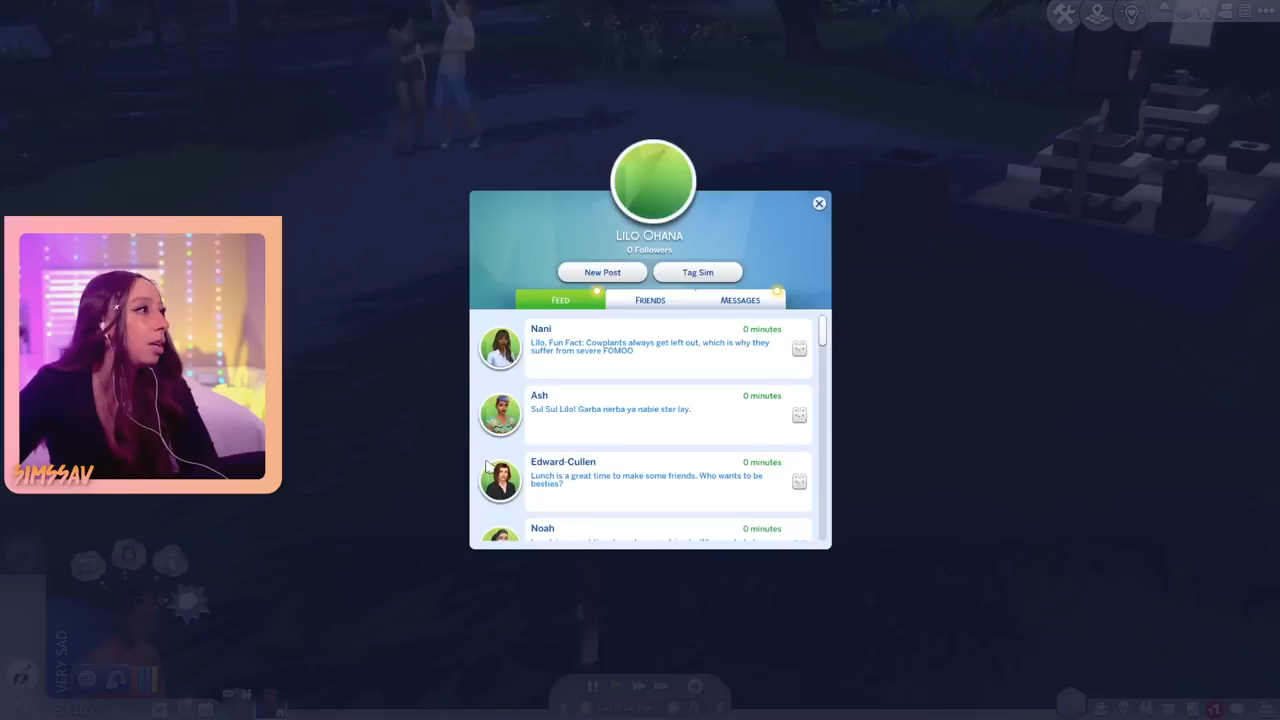 LILO OHANA
0 Followers
New Post
Tag Sim
FEED
FRIENDS
MESSAGES
Nani
0 minutes
Lilo, Fun Fact: Cowplants always get left out, which is why they
suffer from severe FOMOO
Ash
0 minutes
Sul Sul Lilo! Garba nerba ya nabie ster lay.
Edward-Cullen
0 minutes
Lunch is a great time to make some friends. Who wants to be
besties?
Noah
0 minutes
SIMSSAV
VERY SAD